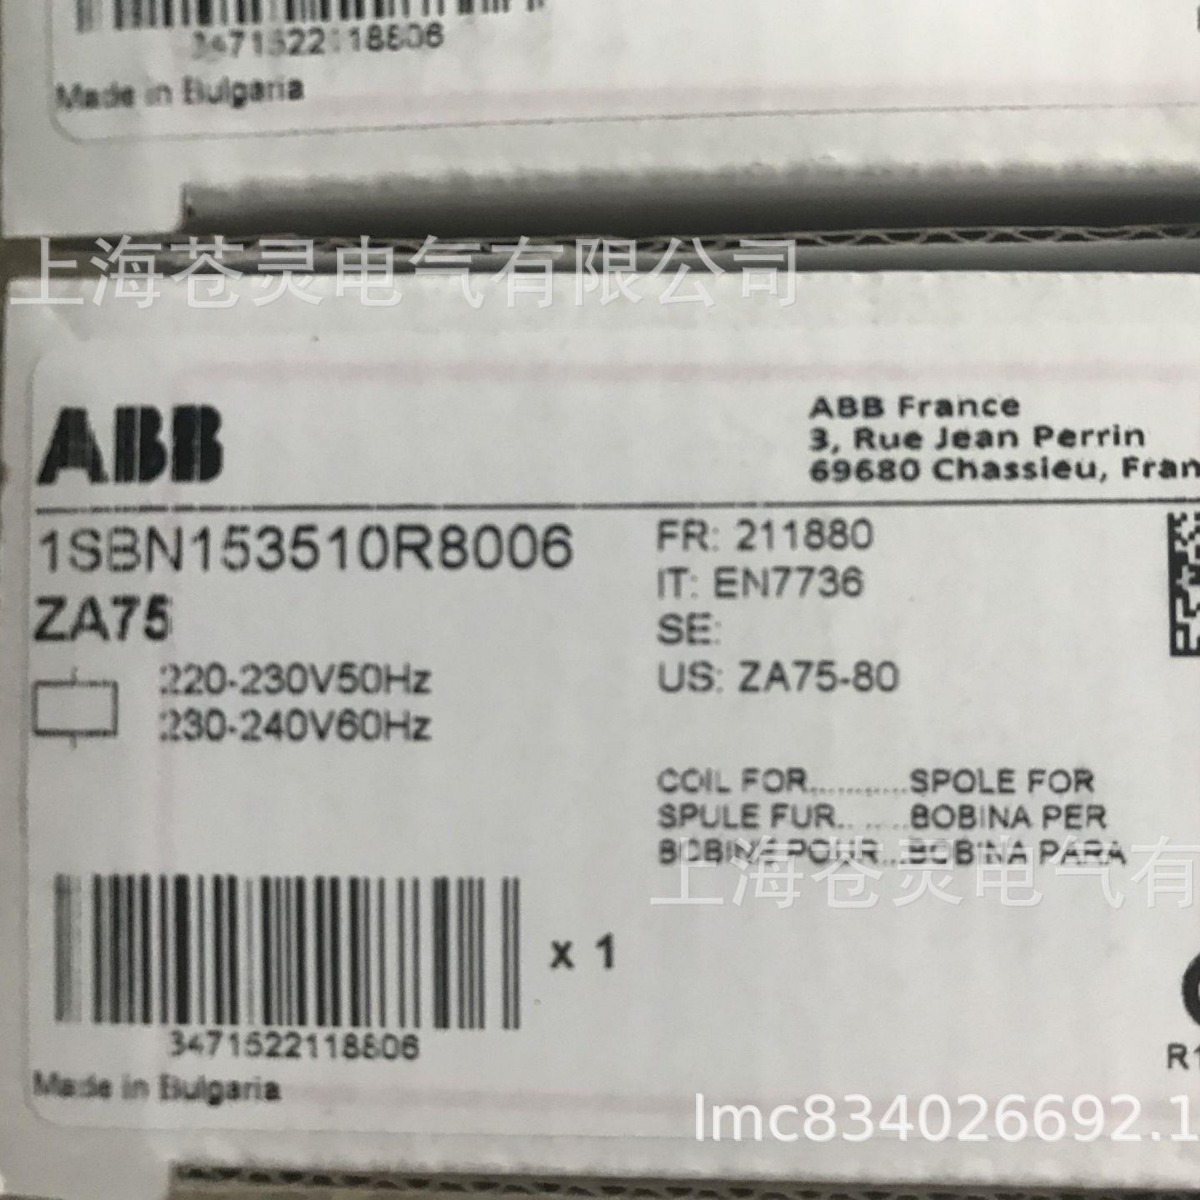 3471522118806
Made in Bulgaria
上海苍灵电气有限公司
ABB
ABB France
3, Rue Jean Perrin
69680 Chassieu, Fran
1SBN153510R8006
ZA75
220-230V50Hz
230-240V60Hz
FR: 211880
IT: EN7736
SE:
US: ZA75-80
COIL FOR...........SPOLE FOR
SPULE FUR.. .....BOBINA PER
BOBINE POUR...BOBINA PARA
上海苍灵电气有
x 1
3471522118806
Made in Bulgaria
R1
lmc834026692.1